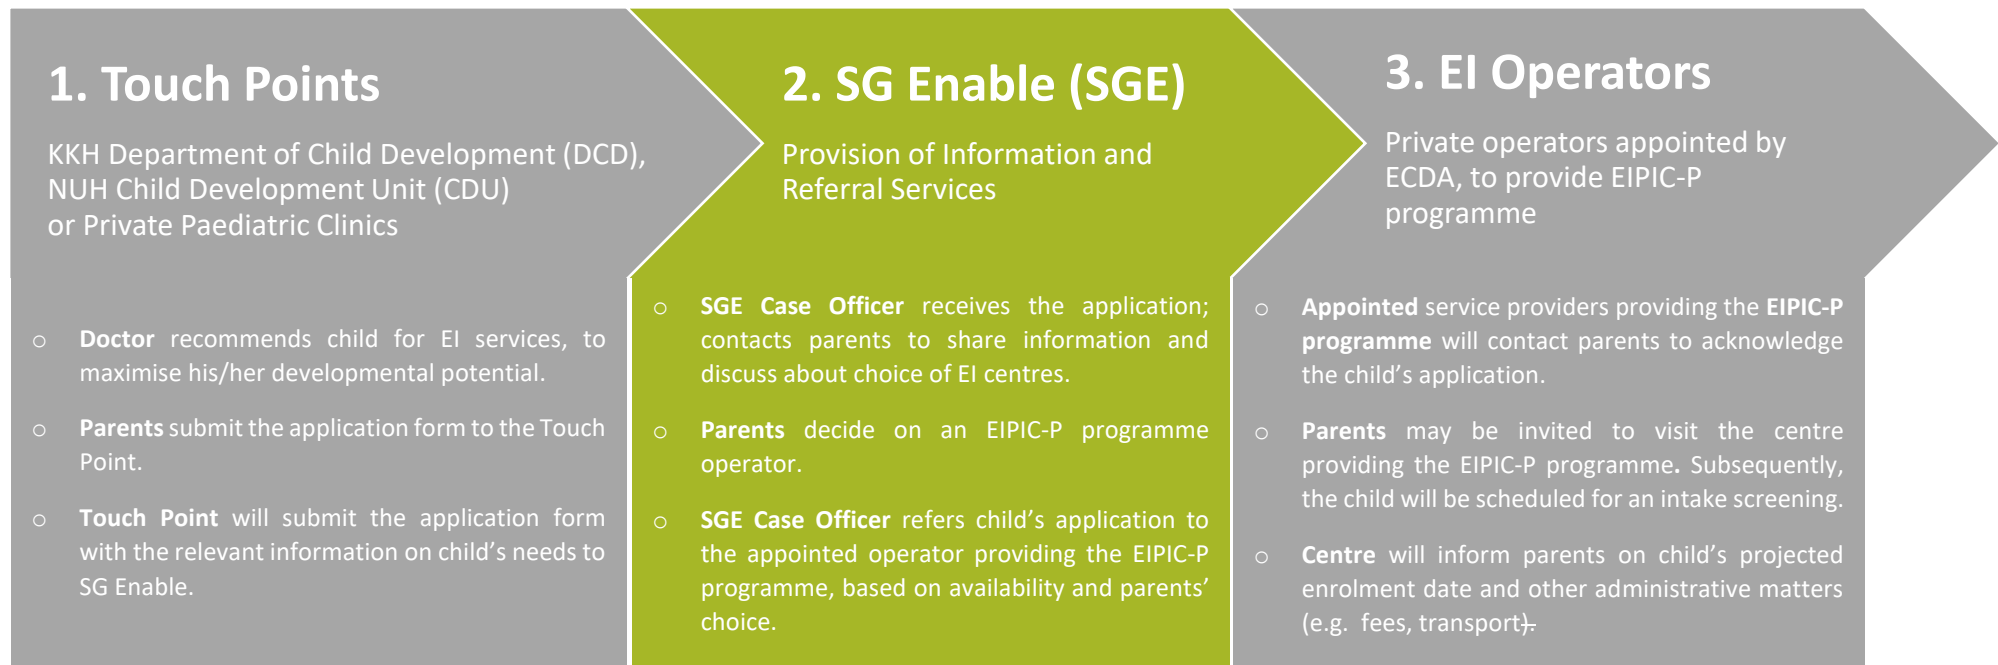 1. Touch Points
KKH Department of Child Development (DCD),
NUH Child Development Unit (CDU)
or Private Paediatric Clinics
o Doctor recommends child for EI services, to
maximise his/her developmental potential.
o Parents submit the application form to the Touch
Point.
o Touch Point will submit the application form
with the relevant information on child's needs to
SG Enable.
2. SG Enable (SGE)
Provision of Information and
Referral Services
o SGE Case Officer receives the application;
contacts parents to share information and
discuss about choice of EI centres.
o Parents decide on an EIPIC-P programme
operator.
o SGE Case Officer refers child's application to
the appointed operator providing the EIPIC-P
programme, based on availability and parents'
choice.
3. EI Operators
Private operators appointed by
ECDA, to provide EIPIC-P
programme
o Appointed service providers providing the EIPIC-P
programme will contact parents to acknowledge
the child's application.
o Parents may be invited to visit the centre
providing the EIPIC-P programme. Subsequently,
the child will be scheduled for an intake screening.
o Centre will inform parents on child's projected
enrolment date and other administrative matters
(e.g. fees, transport).